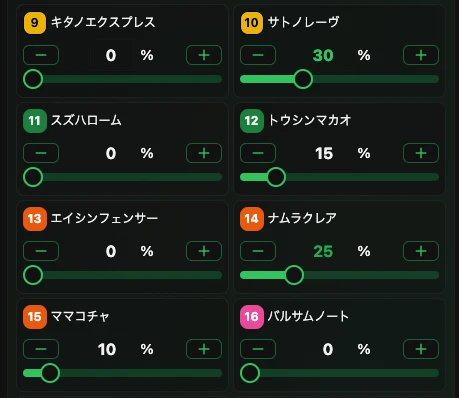 9 キタノエクスプレス
10 サトノレーヴ
− 0 % +
− 30 % +
11 スズハローム
12 トウシンマカオ
− 0 % +
− 15 % +
13 エイシンフェンサー
14 ナムラクレア
− 0 % +
− 25 % +
15 ママコチャ
16 バルサムノート
− 10 % +
− 0 % +